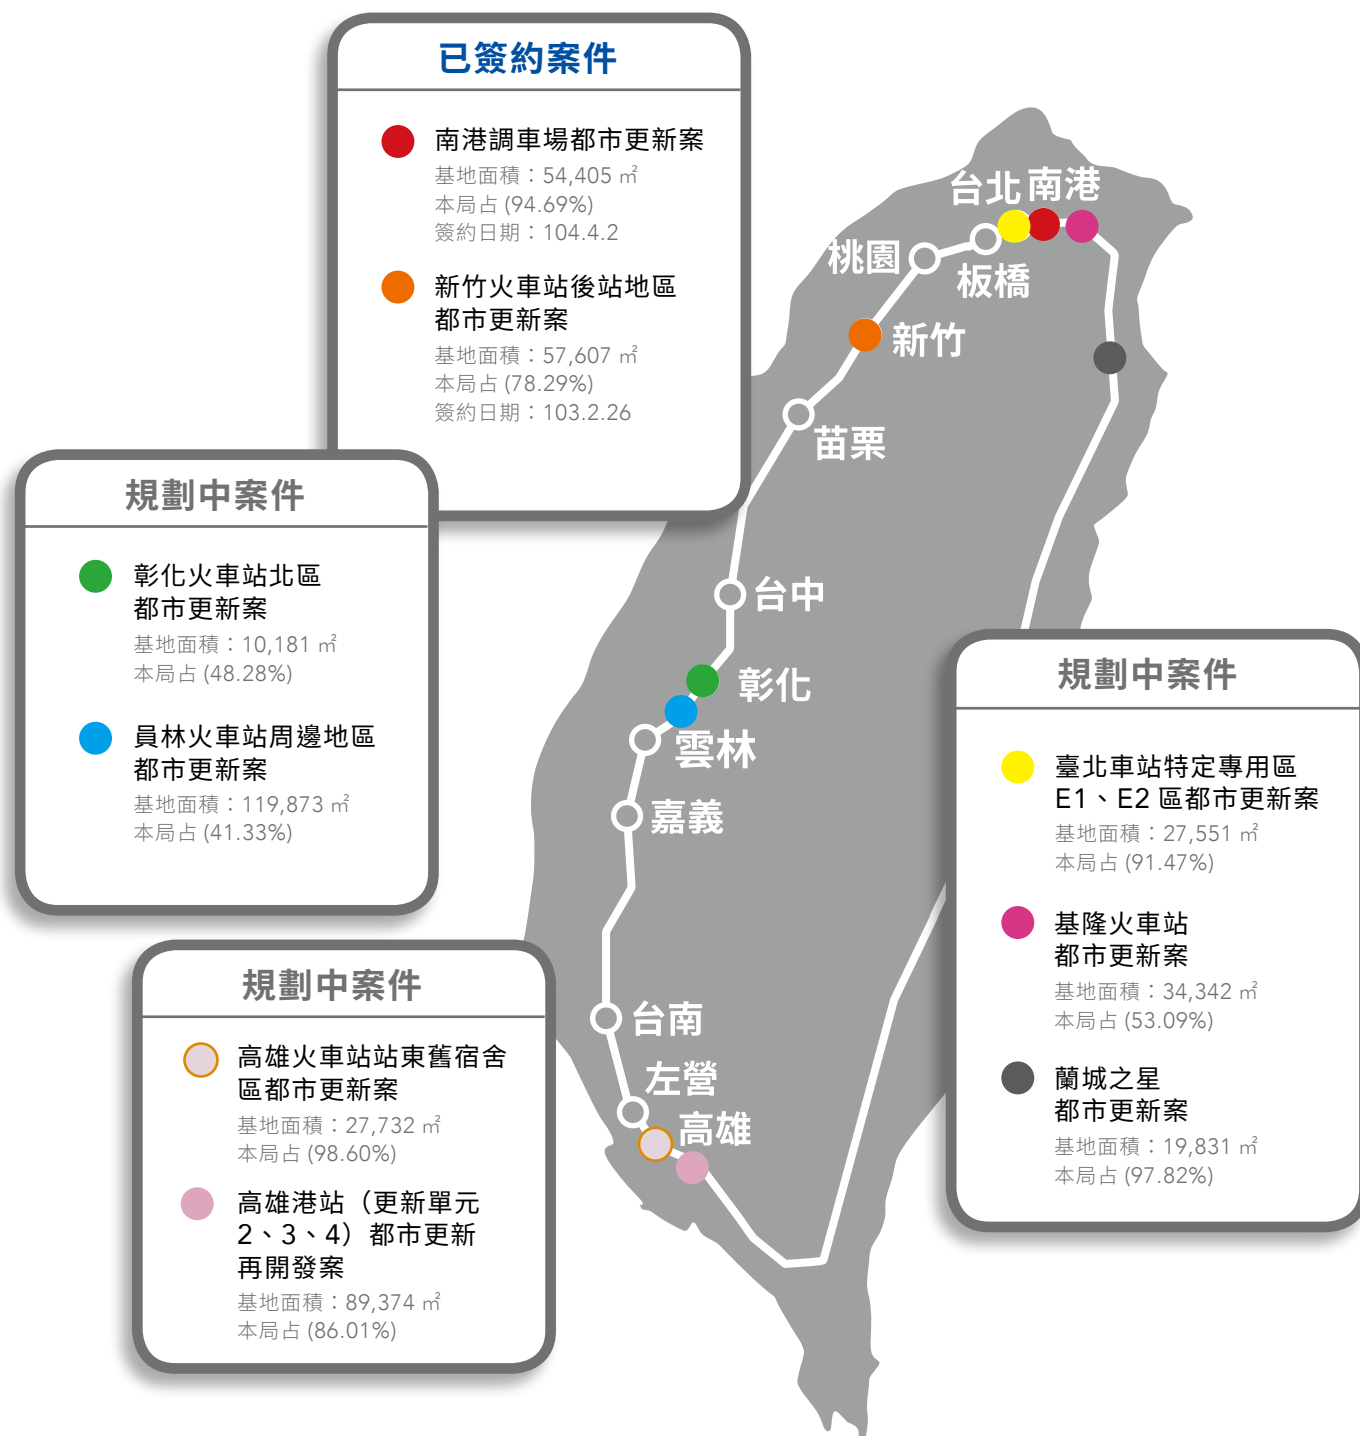 已簽約案件
南港調車場都市更新案
基地面積：54,405 ㎡
本局占 (94.69%)
簽約日期：104.4.2
新竹火車站後站地區
都市更新案
基地面積：57,607 ㎡
本局占 (78.29%)
簽約日期：103.2.26
規劃中案件
彰化火車站北區
都市更新案
基地面積：10,181 ㎡
本局占 (48.28%)
員林火車站周邊地區
都市更新案
基地面積：119,873 ㎡
本局占 (41.33%)
規劃中案件
高雄火車站站東舊宿舍
區都市更新案
基地面積：27,732 ㎡
本局占 (98.60%)
高雄港站（更新單元
2、3、4）都市更新
再開發案
基地面積：89,374 ㎡
本局占 (86.01%)
規劃中案件
臺北車站特定專用區
E1、E2 區都市更新案
基地面積：27,551 ㎡
本局占 (91.47%)
基隆火車站
都市更新案
基地面積：34,342 ㎡
本局占 (53.09%)
蘭城之星
都市更新案
基地面積：19,831 ㎡
本局占 (97.82%)
台北
南港
桃園
板橋
新竹
苗栗
台中
彰化
雲林
嘉義
台南
左營
高雄